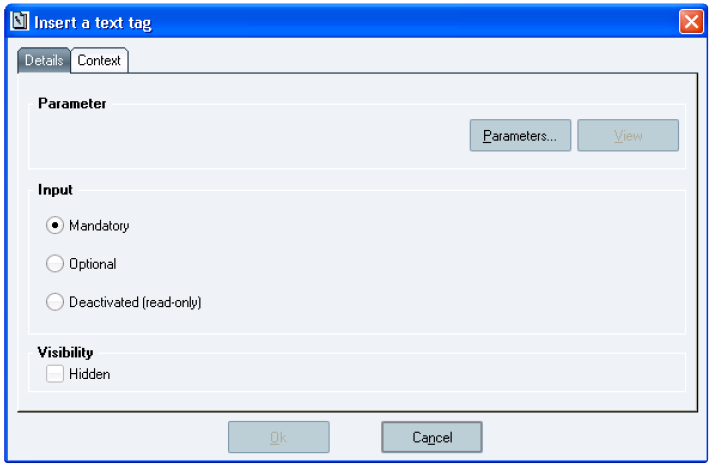 Insert a text tag
Details Context
Parameter
Parameters... View
Input
Mandatory
Optional
Deactivated (read-only)
Visibility
Hidden
Ok Cancel